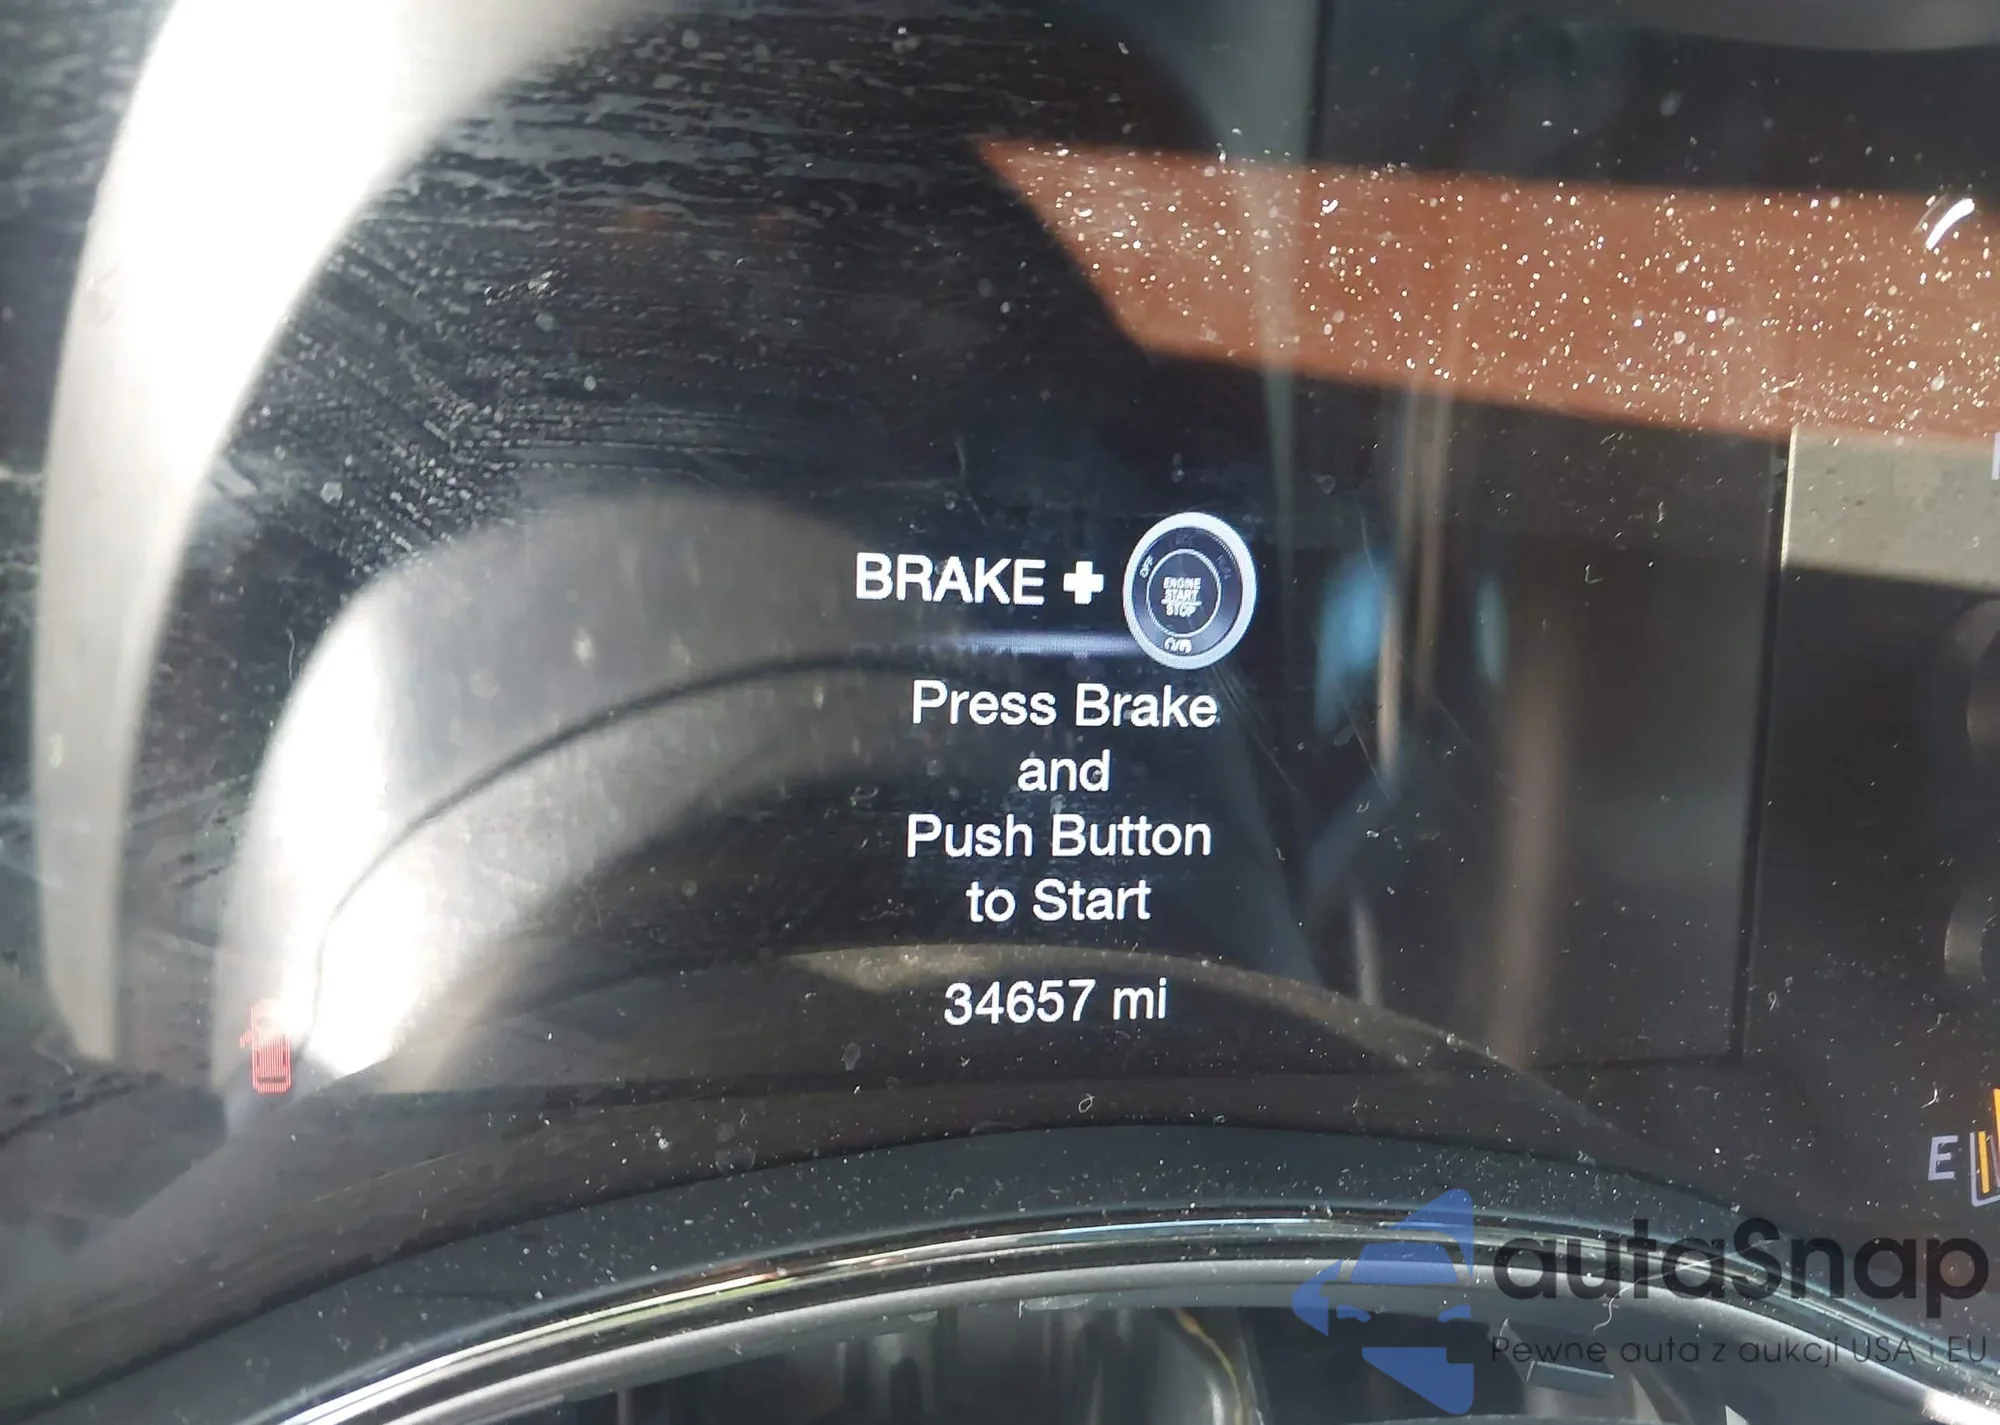 BRAKE +
OFF
ENGINE
START
STOP
Press Brake
and
Push Button
to Start
34657 mi
E
autaSnap
Pewne auta z aukcji USA i EU